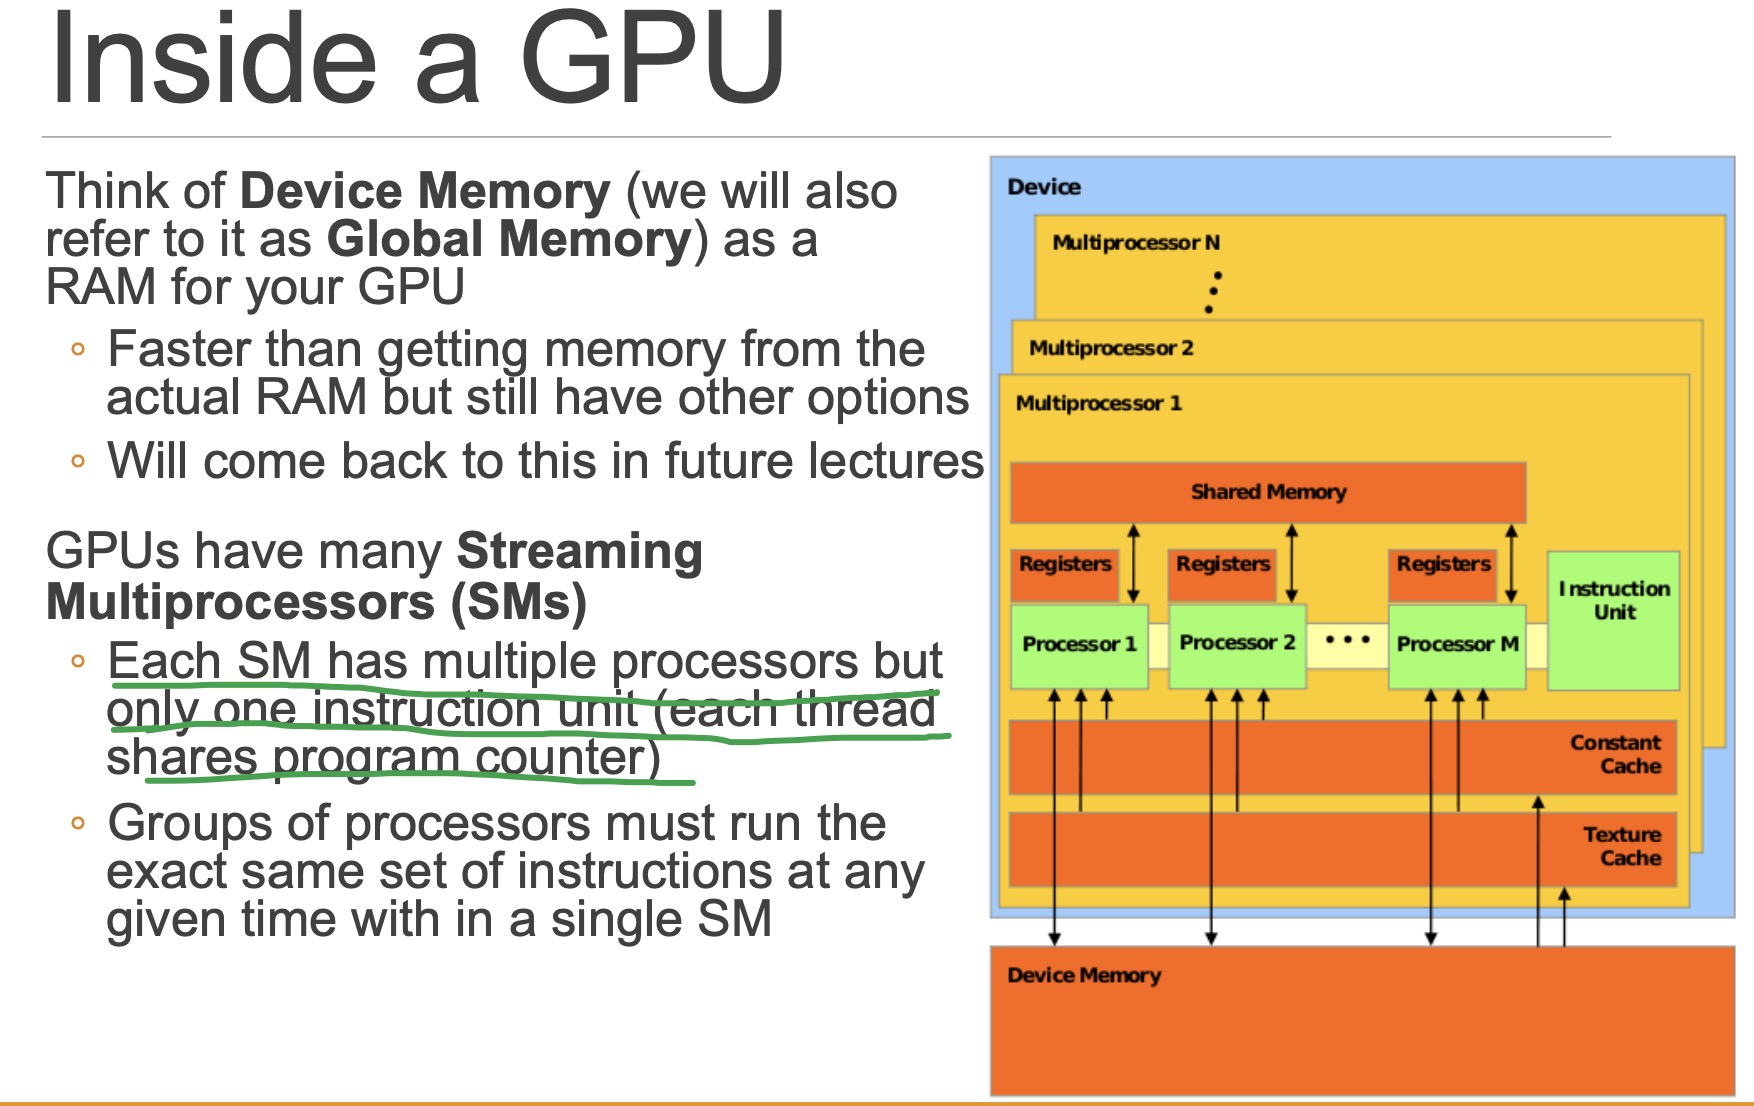 Inside a GPU
Think of Device Memory (we will also
refer to it as Global Memory) as a
RAM for your GPU
◦ Faster than getting memory from the
actual RAM but still have other options
◦ Will come back to this in future lectures
GPUs have many Streaming
Multiprocessors (SMs)
◦ Each SM has multiple processors but
only one instruction unit (each thread
shares program counter)
◦ Groups of processors must run the
exact same set of instructions at any
given time with in a single SM
Device
Multiprocessor N
Multiprocessor 2
Multiprocessor 1
Shared Memory
Registers Registers Registers
Instruction
Unit
Processor 1 Processor 2 ••• Processor M
Constant
Cache
Texture
Cache
Device Memory